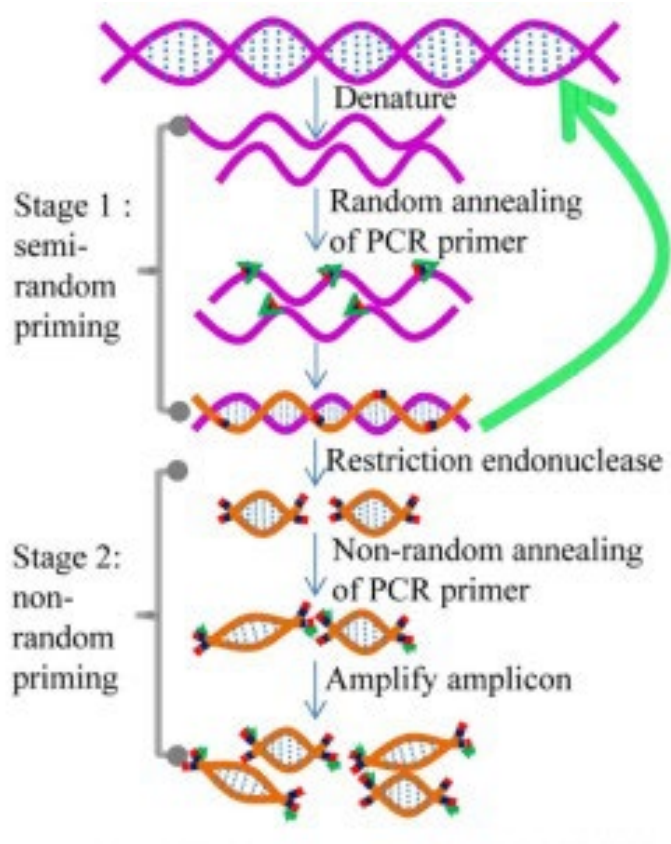 Denature
Stage 1 :
semi-
random
priming
Random annealing
of PCR primer
Restriction endonuclease
Stage 2:
non-
random
priming
Non-random annealing
of PCR primer
Amplify amplicon